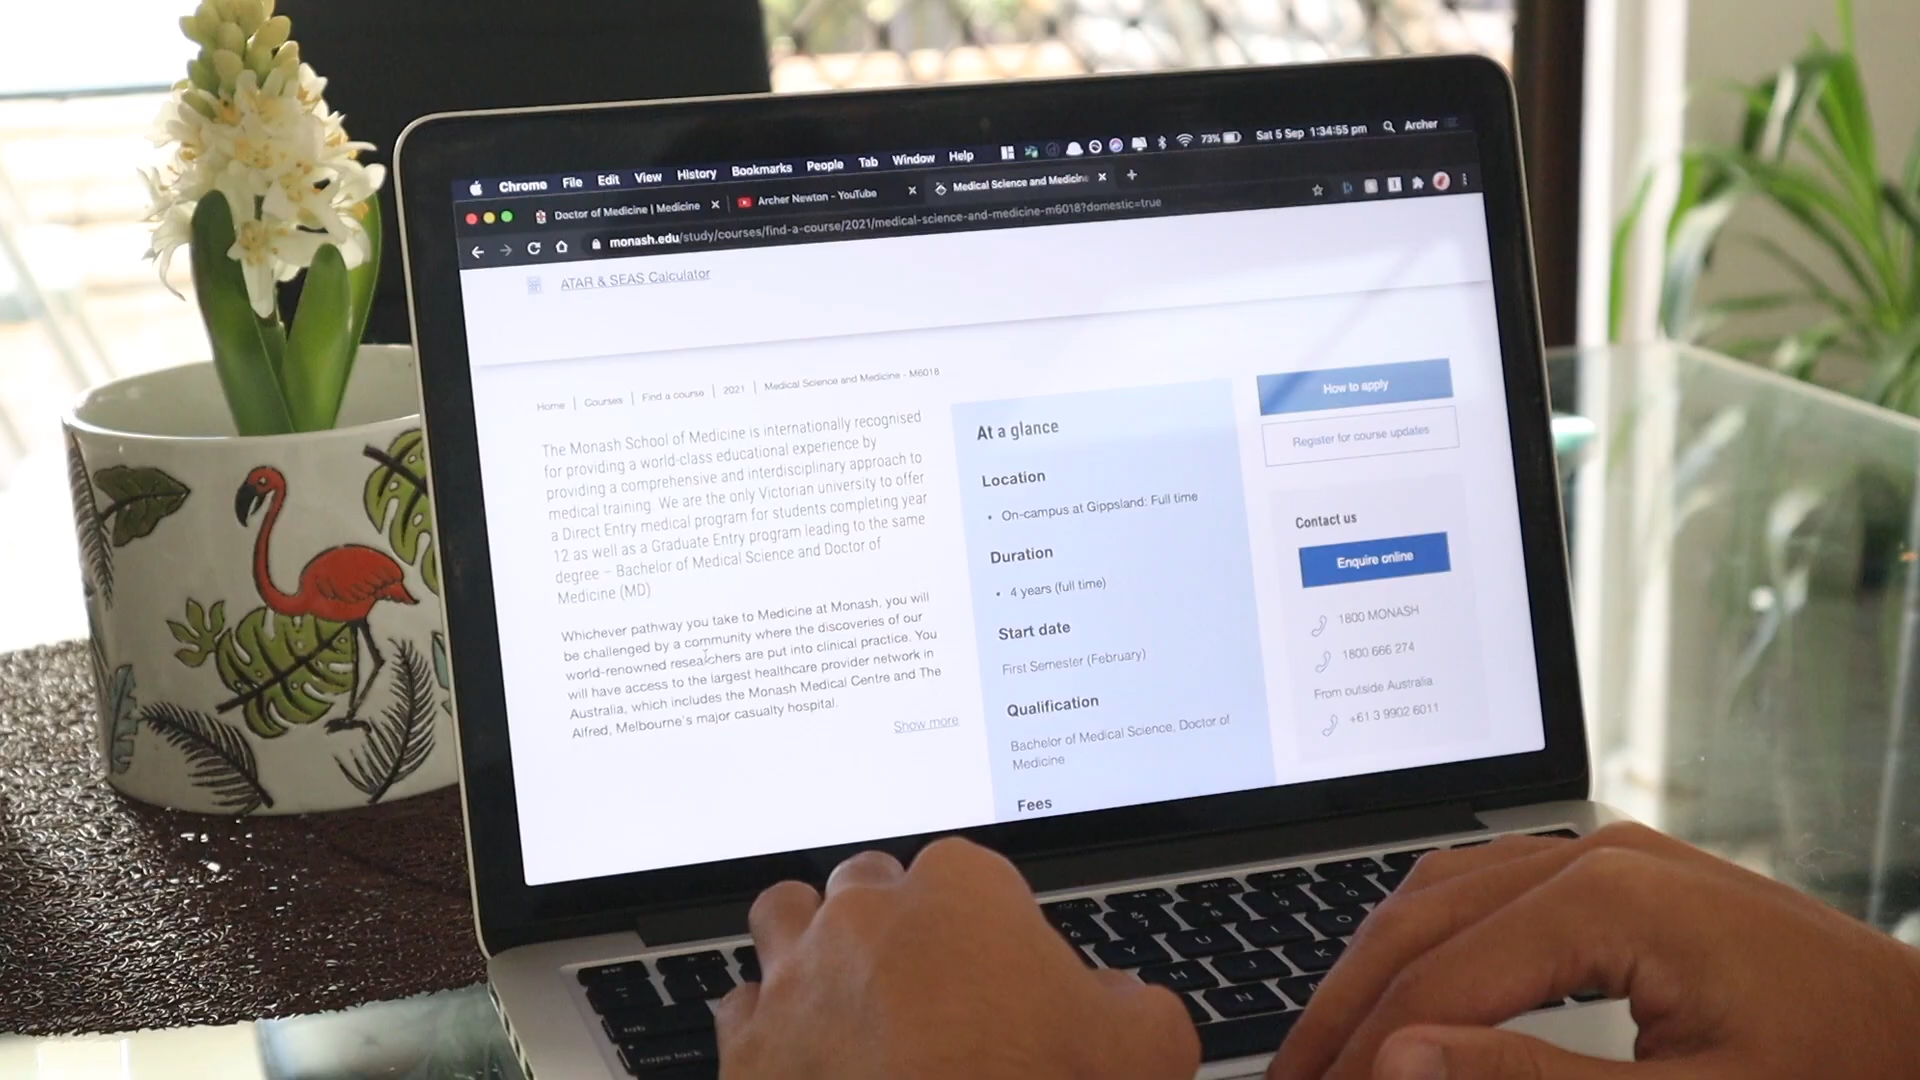 Chrome File Edit View History Bookmarks People Tab Window Help 73% Sat 5 Sep 1:34:55 pm Archer
Doctor of Medicine | Medicine Archer Newton - YouTube Medical Science and Medicine
monash.edu/study/courses/find-a-course/2021/medical-science-and-medicine-m6018?domestic=true
ATAR & SEAS Calculator
Home | Courses | Find a course | 2021 | Medical Science and Medicine - M6018
The Monash School of Medicine is internationally recognised
for providing a world-class educational experience by
providing a comprehensive and interdisciplinary approach to
medical training. We are the only Victorian university to offer
a Direct Entry medical program for students completing year
12 as well as a Graduate Entry program leading to the same
degree – Bachelor of Medical Science and Doctor of
Medicine (MD)
Whichever pathway you take to Medicine at Monash, you will
be challenged by a community where the discoveries of our
world-renowned researchers are put into clinical practice. You
will have access to the largest healthcare provider network in
Australia, which includes the Monash Medical Centre and The
Alfred, Melbourne's major casualty hospital.
Show more
At a glance
Location
• On-campus at Gippsland: Full time
Duration
• 4 years (full time)
Start date
First Semester (February)
Qualification
Bachelor of Medical Science, Doctor of
Medicine
Fees
How to apply
Register for course updates
Contact us
Enquire online
1800 MONASH
1800 666 274
From outside Australia
+61 3 9902 6011
Y U I O
H J K
N
tab
caps lock